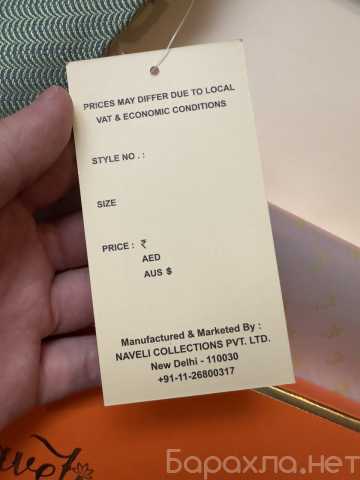 PRICES MAY DIFFER DUE TO LOCAL
VAT & ECONOMIC CONDITIONS
STYLE NO . :
SIZE
PRICE : ₹
AED
AUS $
Manufactured & Marketed By :
NAVELI COLLECTIONS PVT. LTD.
New Delhi - 110030
+91-11-26800317
Барахла.нет